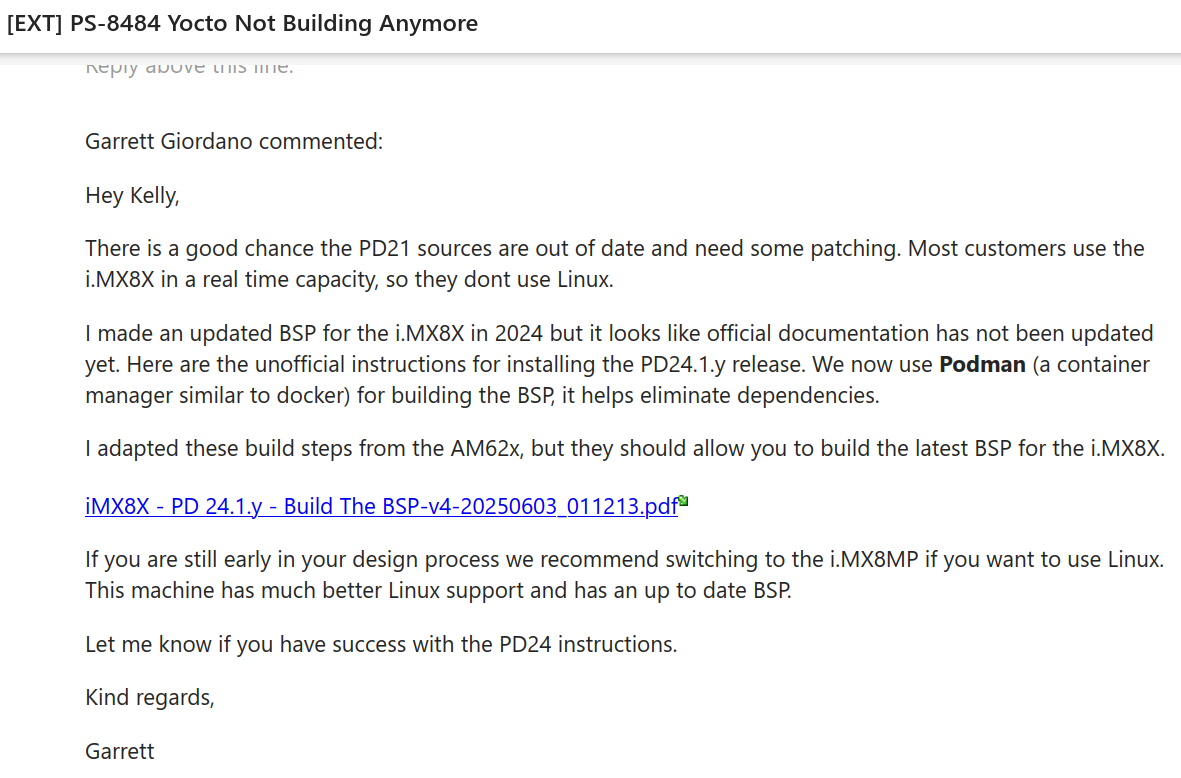 [EXT] PS-8484 Yocto Not Building Anymore
Reply above this line.
Garrett Giordano commented:
Hey Kelly,
There is a good chance the PD21 sources are out of date and need some patching. Most customers use the
i.MX8X in a real time capacity, so they dont use Linux.
I made an updated BSP for the i.MX8X in 2024 but it looks like official documentation has not been updated
yet. Here are the unofficial instructions for installing the PD24.1.y release. We now use Podman (a container
manager similar to docker) for building the BSP, it helps eliminate dependencies.
I adapted these build steps from the AM62x, but they should allow you to build the latest BSP for the i.MX8X.
iMX8X - PD 24.1.y - Build The BSP-v4-20250603_011213.pdf
If you are still early in your design process we recommend switching to the i.MX8MP if you want to use Linux.
This machine has much better Linux support and has an up to date BSP.
Let me know if you have success with the PD24 instructions.
Kind regards,
Garrett